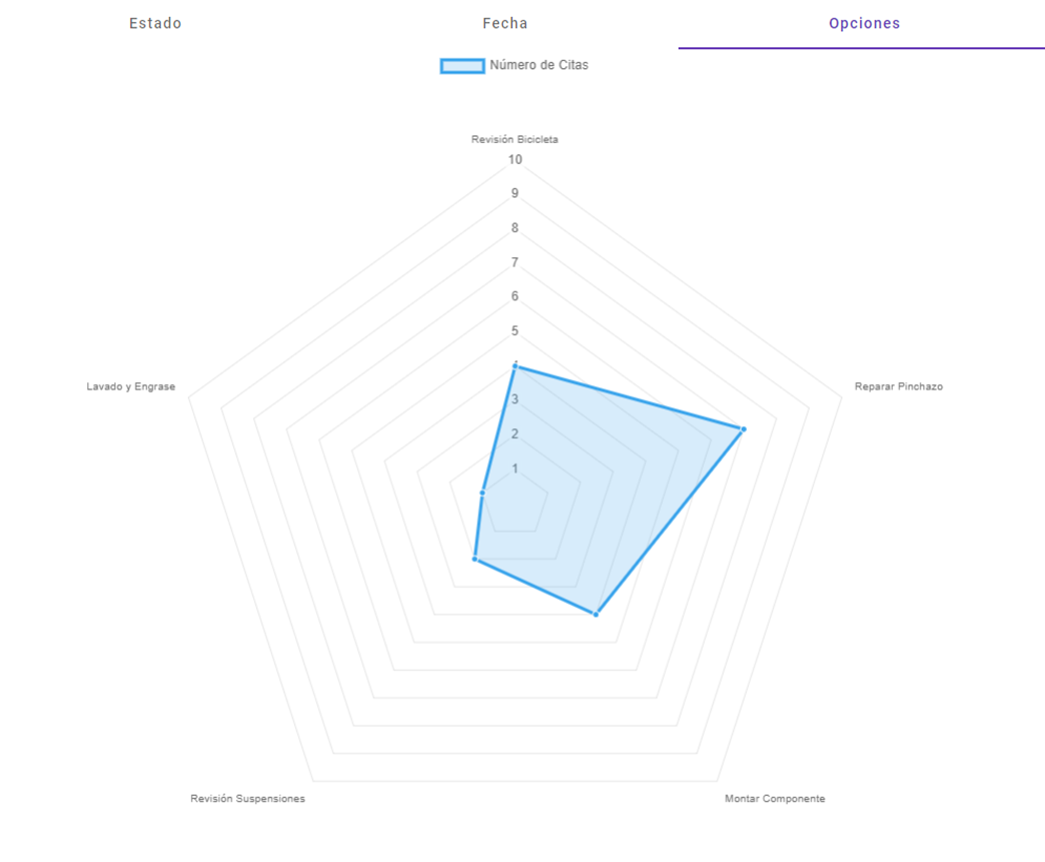 Estado
Fecha
Opciones
Número de Citas
Revisión Bicicleta
10
9
8
7
6
5
3
2
1
Lavado y Engrase
Reparar Pinchazo
Revisión Suspensiones
Montar Componente